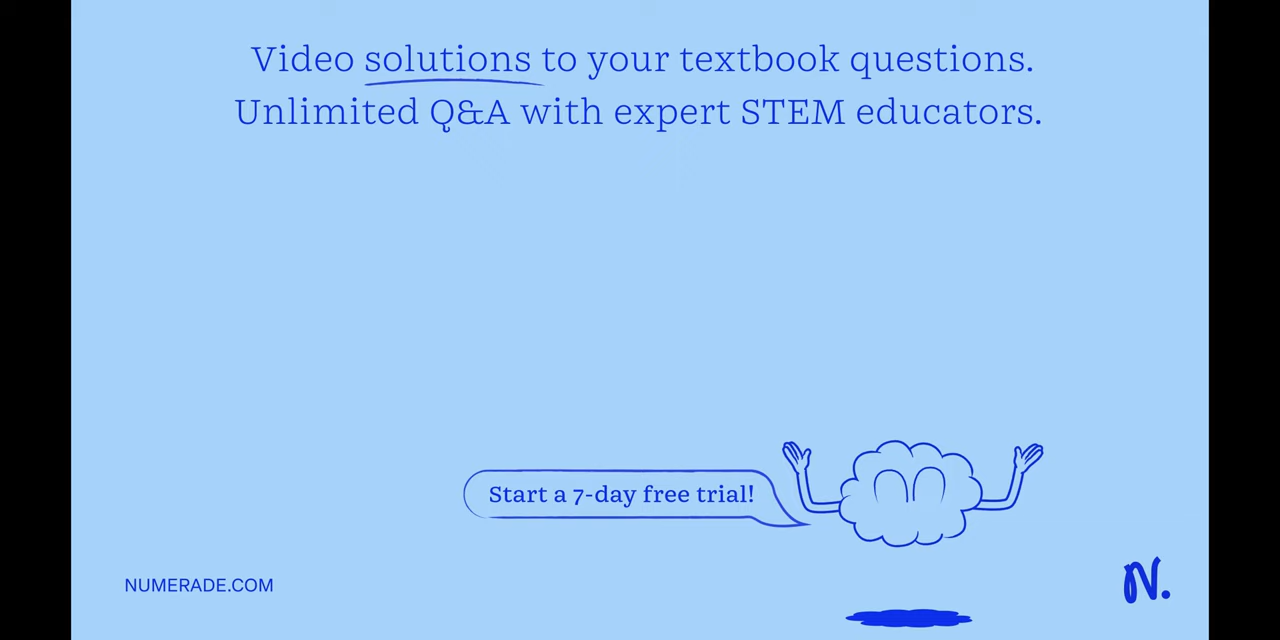 Video solutions to your textbook questions.
Unlimited Q&A with expert STEM educators.
Start a 7-day free trial!
NUMERADE.COM
N.